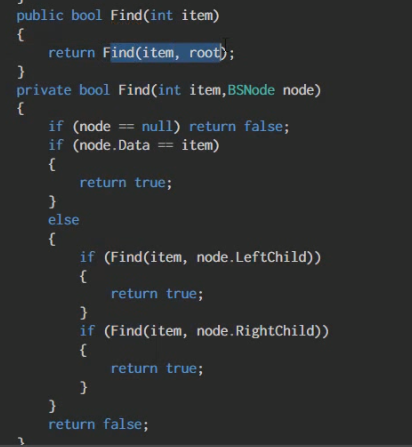 }
public bool Find(int item)
{
    return Find(item, root);
}
private bool Find(int item,BSNode node)
{
    if (node == null) return false;
    if (node.Data == item)
    {
        return true;
    }
    else
    {
        if (Find(item, node.LeftChild))
        {
            return true;
        }
        if (Find(item, node.RightChild))
        {
            return true;
        }
    }
    return false;
}